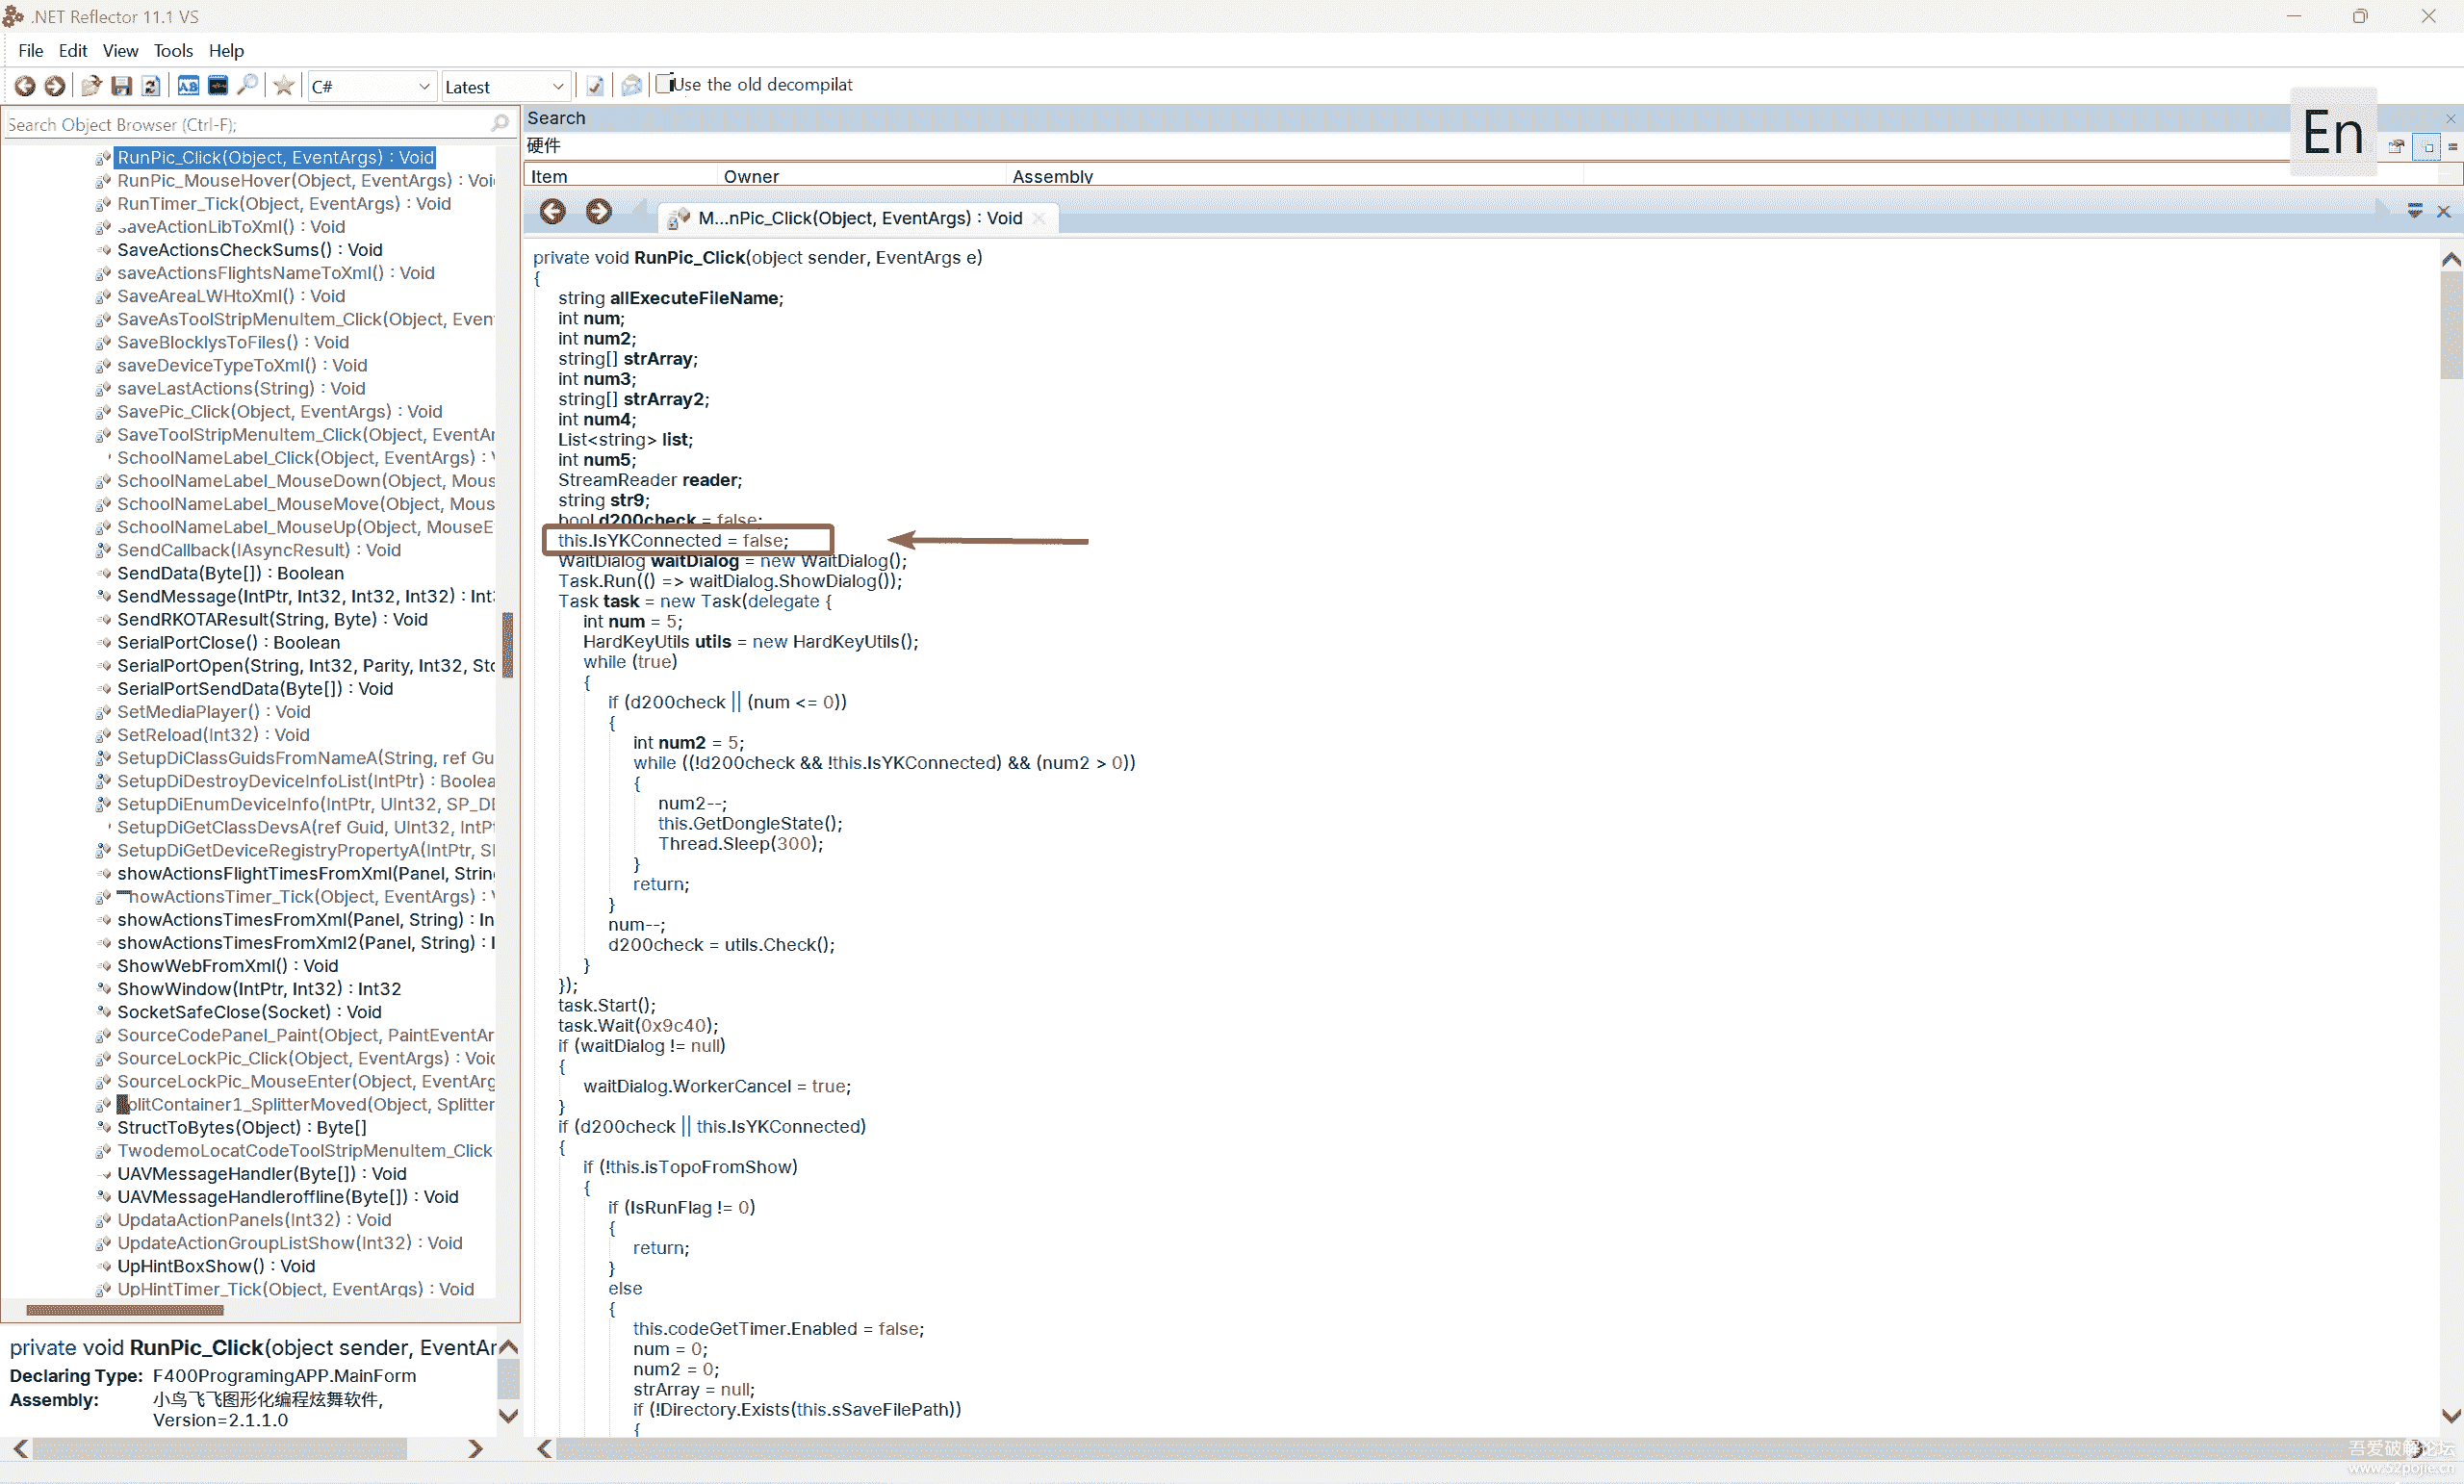 .NET Reflector 11.1 VS
File Edit View Tools Help
C# Latest Use the old decompilat
Search Object Browser (Ctrl-F);
RunPic_Click(Object, EventArgs) : Void
RunPic_MouseHover(Object, EventArgs) : Voi
RunTimer_Tick(Object, EventArgs) : Void
saveActionLibToXml() : Void
SaveActionsCheckSums() : Void
saveActionsFlightsNameToXml() : Void
SaveAreaLWHtoXml() : Void
SaveAsToolStripMenuItem_Click(Object, Even
SaveBlocklysToFiles() : Void
saveDeviceTypeToXml() : Void
saveLastActions(String) : Void
SavePic_Click(Object, EventArgs) : Void
SaveToolStripMenuItem_Click(Object, EventAr
SchoolNameLabel_Click(Object, EventArgs) : V
SchoolNameLabel_MouseDown(Object, Mous
SchoolNameLabel_MouseMove(Object, Mous
SchoolNameLabel_MouseUp(Object, MouseE
SendCallback(IAsyncResult) : Void
SendData(Byte[]) : Boolean
SendMessage(IntPtr, Int32, Int32, Int32) : Int3
SendRKOTAResult(String, Byte) : Void
SerialPortClose() : Boolean
SerialPortOpen(String, Int32, Parity, Int32, Sto
SerialPortSendData(Byte[]) : Void
SetMediaPlayer() : Void
SetReload(Int32) : Void
SetupDiClassGuidsFromNameA(String, ref Gu
SetupDiDestroyDeviceInfoList(IntPtr) : Boolea
SetupDiEnumDeviceInfo(IntPtr, UInt32, SP_DE
SetupDiGetClassDevsA(ref Guid, UInt32, IntPt
SetupDiGetDeviceRegistryPropertyA(IntPtr, SI
showActionsFlightTimesFromXml(Panel, String
howActionsTimer_Tick(Object, EventArgs) : V
showActionsTimesFromXml(Panel, String) : In
showActionsTimesFromXml2(Panel, String) : I
ShowWebFromXml() : Void
ShowWindow(IntPtr, Int32) : Int32
SocketSafeClose(Socket) : Void
SourceCodePanel_Paint(Object, PaintEventAr
SourceLockPic_Click(Object, EventArgs) : Voic
SourceLockPic_MouseEnter(Object, EventArg
olitContainer1_SplitterMoved(Object, Splitter
StructToBytes(Object) : Byte[]
TwodemoLocatCodeToolStripMenuItem_Click
UAVMessageHandler(Byte[]) : Void
UAVMessageHandleroffline(Byte[]) : Void
UpdataActionPanels(Int32) : Void
UpdateActionGroupListShow(Int32) : Void
UpHintBoxShow() : Void
UpHintTimer_Tick(Object, EventArgs) : Void
private void RunPic_Click(object sender, EventAr
Declaring Type: F400ProgramingAPP.MainForm
Assembly: 小鸟飞飞图形化编程炫舞软件,
Version=2.1.1.0
Search
硬件
En
Item Owner Assembly
M...nPic_Click(Object, EventArgs) : Void
private void RunPic_Click(object sender, EventArgs e)
{
string allExecuteFileName;
int num;
int num2;
string[] strArray;
int num3;
string[] strArray2;
int num4;
List<string> list;
int num5;
StreamReader reader;
string str9;
bool d200check = false;
this.IsYKConnected = false;
WaitDialog waitDialog = new WaitDialog();
Task.Run(() => waitDialog.ShowDialog());
Task task = new Task(delegate {
int num = 5;
HardKeyUtils utils = new HardKeyUtils();
while (true)
{
if (d200check || (num <= 0))
{
int num2 = 5;
while ((!d200check && !this.IsYKConnected) && (num2 > 0))
{
num2--;
this.GetDongleState();
Thread.Sleep(300);
}
return;
}
num--;
d200check = utils.Check();
}
});
task.Start();
task.Wait(0x9c40);
if (waitDialog != null)
{
waitDialog.WorkerCancel = true;
}
if (d200check || this.IsYKConnected)
{
if (!this.isTopoFromShow)
{
if (IsRunFlag != 0)
{
return;
}
else
{
this.codeGetTimer.Enabled = false;
num = 0;
num2 = 0;
strArray = null;
if (!Directory.Exists(this.sSaveFilePath))
{
吾爱破解论坛
www.52pojie.cn